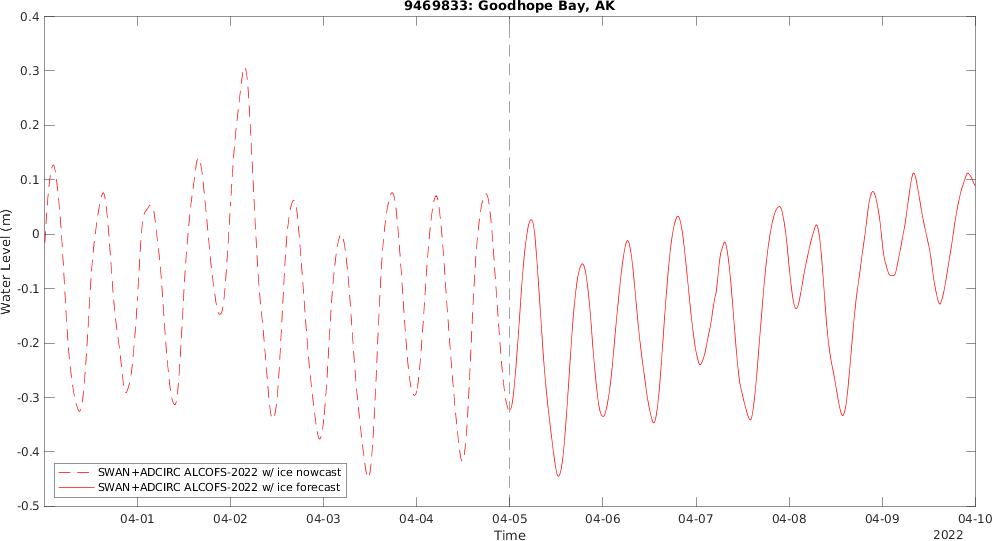 9469833: Goodhope Bay, AK
0.4
0.3
0.2
0.1
0
-0.1
-0.2
-0.3
-0.4
-0.5
Water Level (m)
SWAN+ADCIRC ALCOFS-2022 w/ ice nowcast
SWAN+ADCIRC ALCOFS-2022 w/ ice forecast
04-01 04-02 04-03 04-04 04-05 04-06 04-07 04-08 04-09 04-10
Time
2022